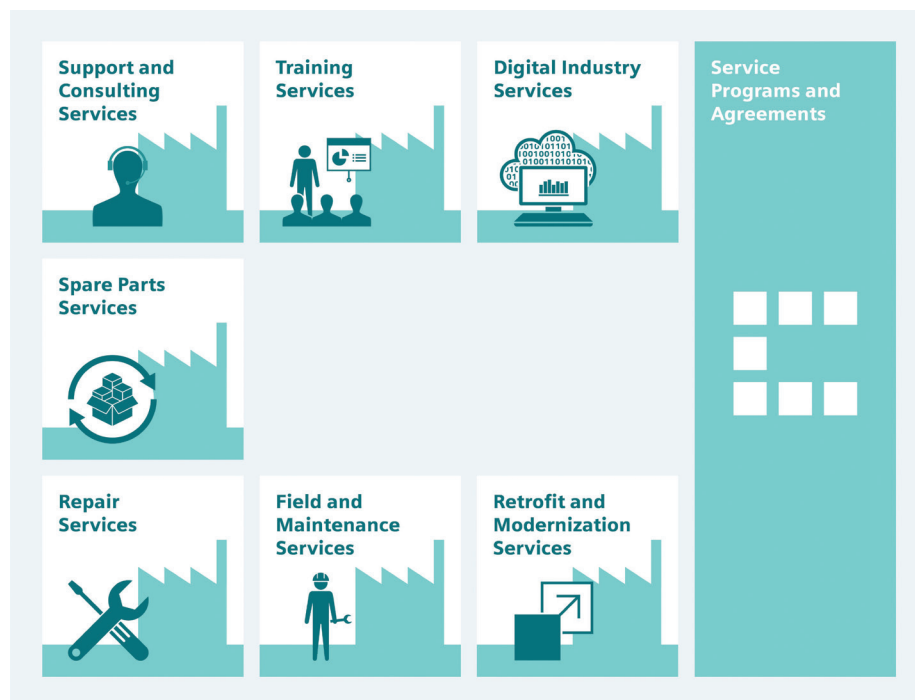 Support and
Consulting
Services
Training
Services
Digital Industry
Services
Service
Programs and
Agreements
Spare Parts
Services
Repair
Services
Field and
Maintenance
Services
Retrofit and
Modernization
Services